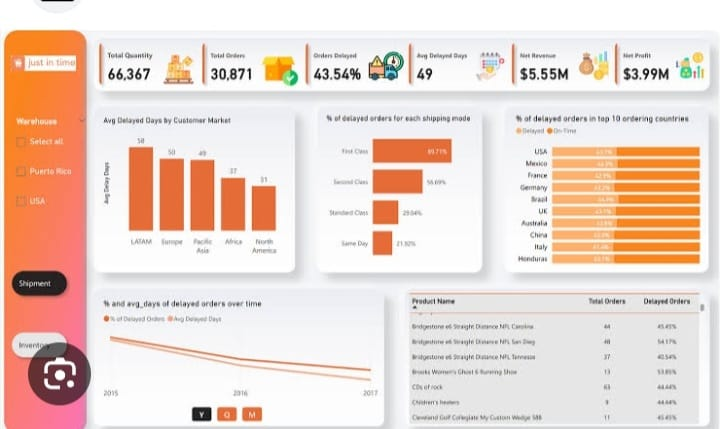 just in time
Warehouse
Select all
Puerto Rico
USA
Shipment
Inventory
Total Quantity
66,367
Total Orders
30,871
Orders Delayed
43.54%
Avg Delayed Days
49
Net Revenue
$5.55M
Net Profit
$3.99M
Avg Delayed Days by Customer Market
Avg Delay Days
58
50
49
37
31
LATAM
Europe
Pacific Asia
Africa
North America
% of delayed orders for each shipping mode
First Class
Second Class
Standard Class
29.64%
Same Day
21.92%
% of delayed orders in top 10 ordering countries
Delayed On-Time
USA
Mexico
France
Germany
Brazil
UK
Australia
China
Italy
Honduras
% and avg_days of delayed orders over time
% of Delayed Orders Avg Delayed Days
2015
2016
2017
Y Q M
Product Name Total Orders Delayed Orders
Bridgestone e6 Straight Distance NFL Carolina 44 45.45%
Bridgestone e6 Straight Distance NFL San Dieg 48 54.17%
Bridgestone e6 Straight Distance NFL Tennesse 37 40.54%
Brooks Women's Ghost 6 Running Shoe 13 53.85%
CDs of rock 63 44.44%
Children's heaters 9 44.44%
Cleveland Golf Collegiate My Custom Wedge 588 11 45.45%